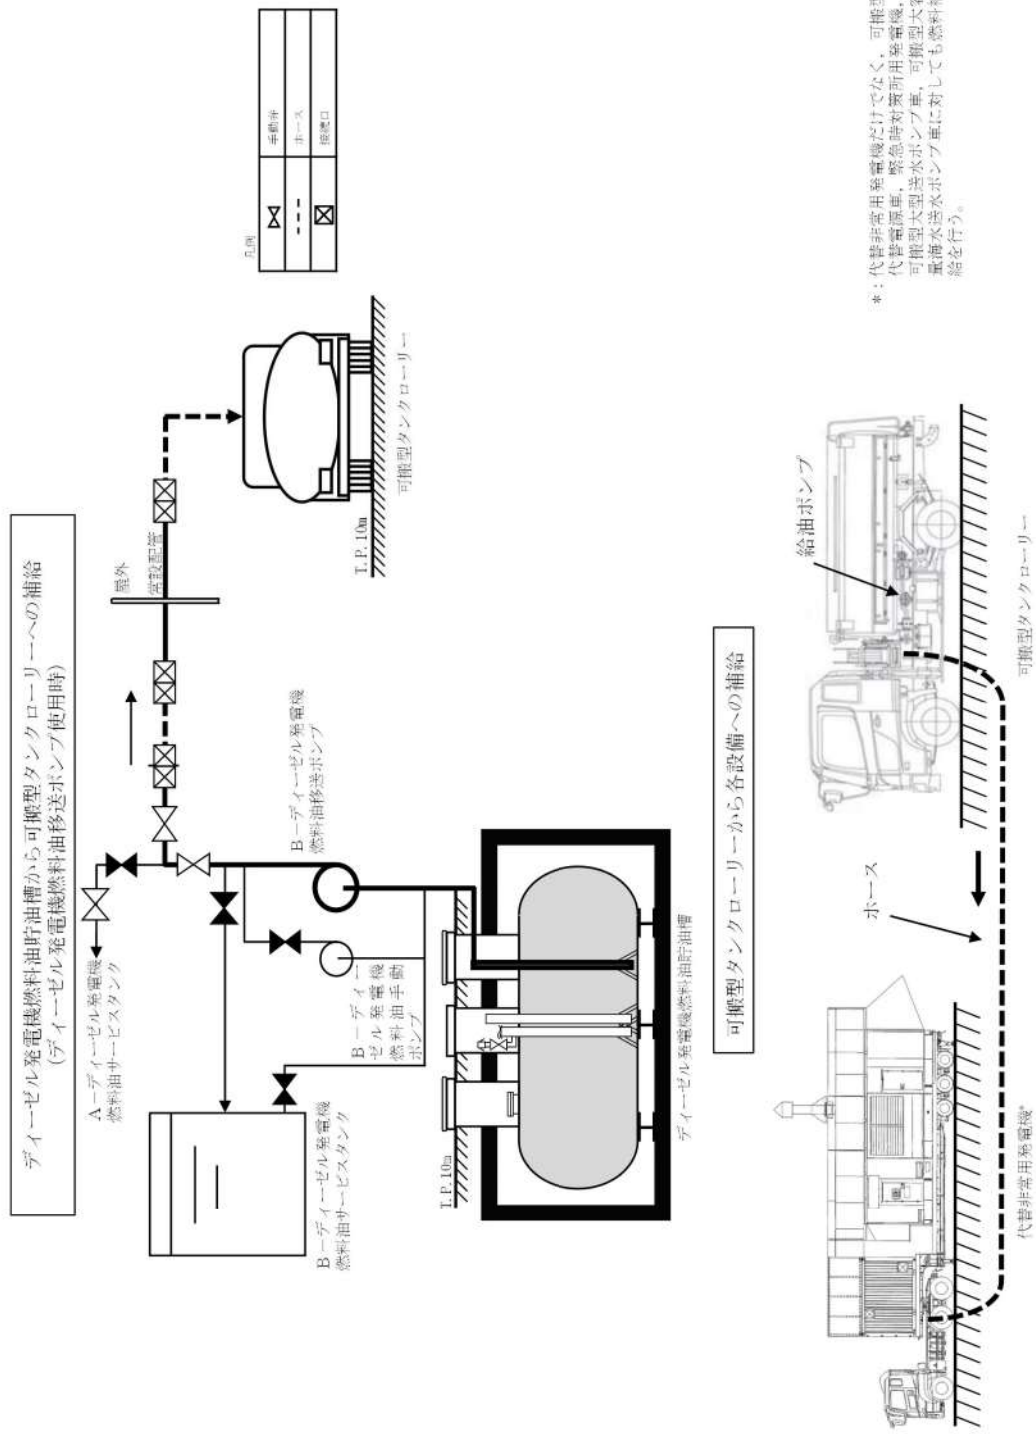 ディーゼル発電機燃料油貯油槽から可搬型タンクローリーへの補給
(ディーゼル発電機燃料油移送ポンプ使用時)
A－ディーゼル発電機
燃料油サービスタンク
B－ディーゼル発電機
燃料油サービスタンク
B－ディー
ゼル発電機
燃料油手動
ポンプ
B－ディーゼル発電機
燃料油移送ポンプ
屋外
常設配管
T.P.10m
可搬型タンクローリー
凡例
手動弁
ホース
接続口
T.P.10m
ディーゼル発電機燃料油貯油槽
可搬型タンクローリーから各設備への補給
ホース
給油ポンプ
代替非常用発電機*
可搬型タンクローリー
*：代替非常用発電機だけでなく，可搬型
代替電源車，緊急時対策所用発電機，
可搬型大型送水ポンプ車，可搬型大容
量海水送水ポンプ車に対しても燃料補
給を行う。